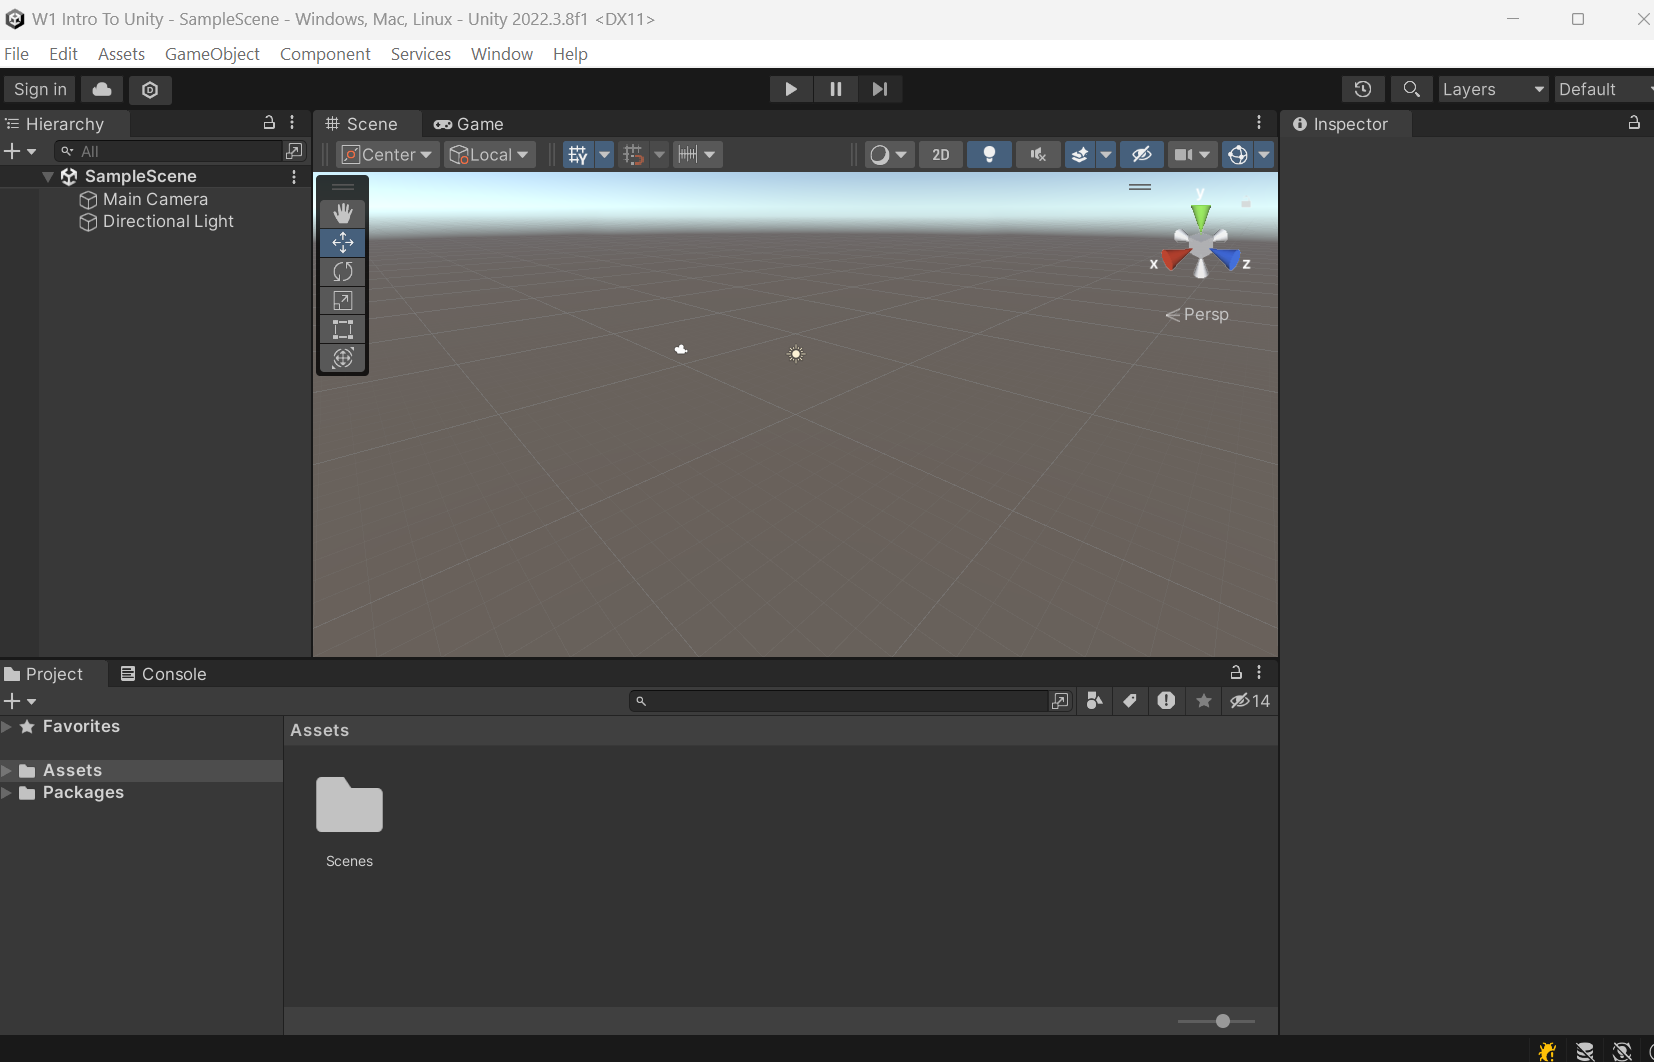 W1 Intro To Unity - SampleScene - Windows, Mac, Linux - Unity 2022.3.8f1 <DX11>
File Edit Assets GameObject Component Services Window Help
Sign in Layers Default
Hierarchy Scene Game Inspector
All Center Local 2D
SampleScene
Main Camera
Directional Light
y
x z
Persp
Project Console
14
Favorites
Assets
Assets
Packages
Scenes